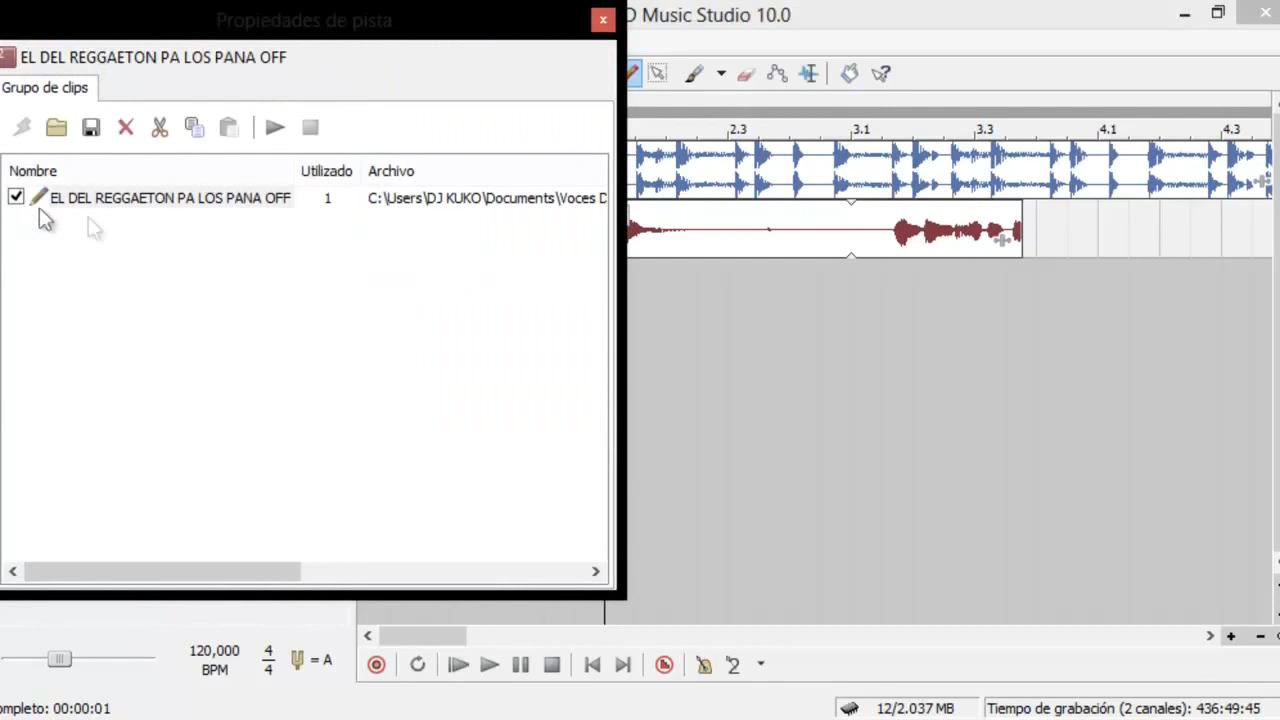 Propiedades de pista
x
D Music Studio 10.0
EL DEL REGGAETON PA LOS PANA OFF
Grupo de clips
Nombre Utilizado Archivo
EL DEL REGGAETON PA LOS PANA OFF 1 C:\Users\DJ KUKO\Documents\Voces D
2.3 3.1 3.3 4.1 4.3
120,000 BPM
4/4
= A
2
ompleto: 00:00:01
12/2.037 MB
Tiempo de grabación (2 canales): 436:49:45